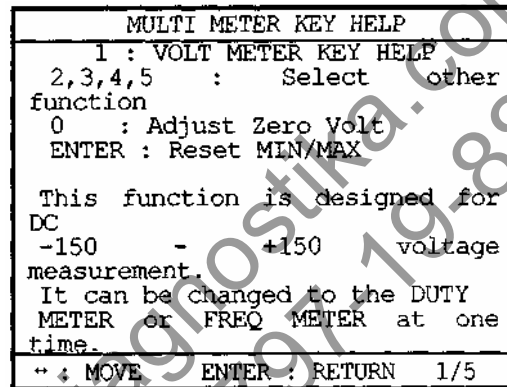 MULTI METER KEY HELP
1 : VOLT METER KEY HELP
2,3,4,5 : Select other
function
0 : Adjust Zero Volt
ENTER : Reset MIN/MAX
This function is designed for
DC
-150 - +150 voltage
measurement.
It can be changed to the DUTY
METER or FREQ METER at one
time.
↔ : MOVE ENTER : RETURN 1/5